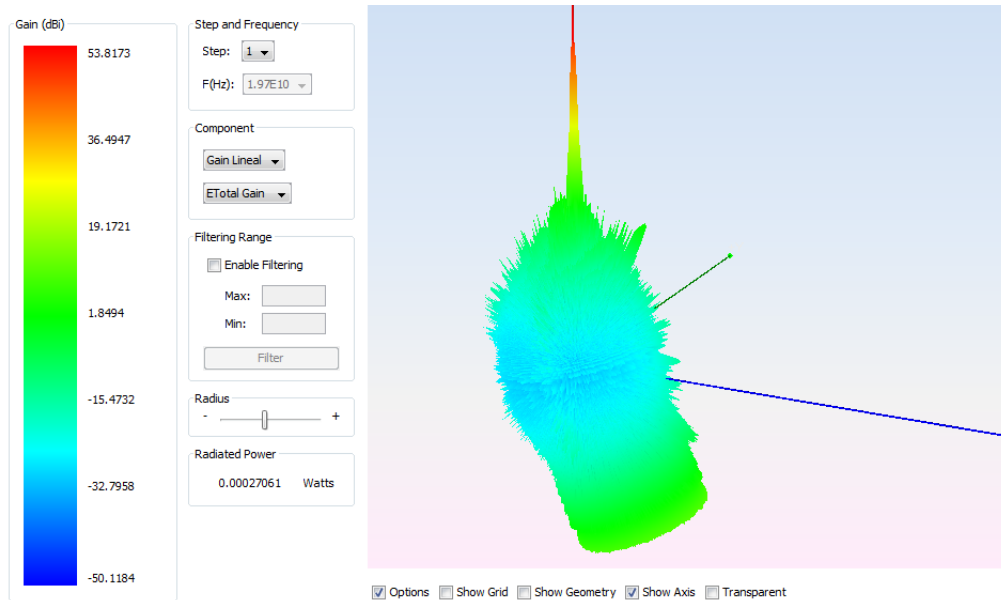 Gain (dBi)
53.8173
36.4947
19.1721
1.8494
-15.4732
-32.7958
-50.1184
Step and Frequency
Step: 1
F(Hz): 1.97E10
Component
Gain Lineal
ETotal Gain
Filtering Range
Enable Filtering
Max:
Min:
Filter
Radius
- +
Radiated Power
0.00027061 Watts
Options Show Grid Show Geometry Show Axis Transparent